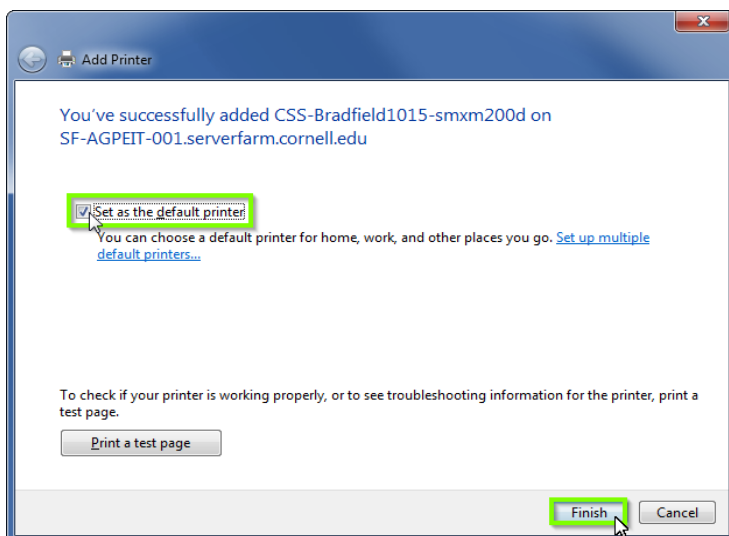 Add Printer
You've successfully added CSS-Bradfield1015-smxm200d on
SF-AGPEIT-001.serverfarm.cornell.edu
Set as the default printer
You can choose a default printer for home, work, and other places you go. Set up multiple
default printers...
To check if your printer is working properly, or to see troubleshooting information for the printer, print a
test page.
Print a test page
Finish
Cancel